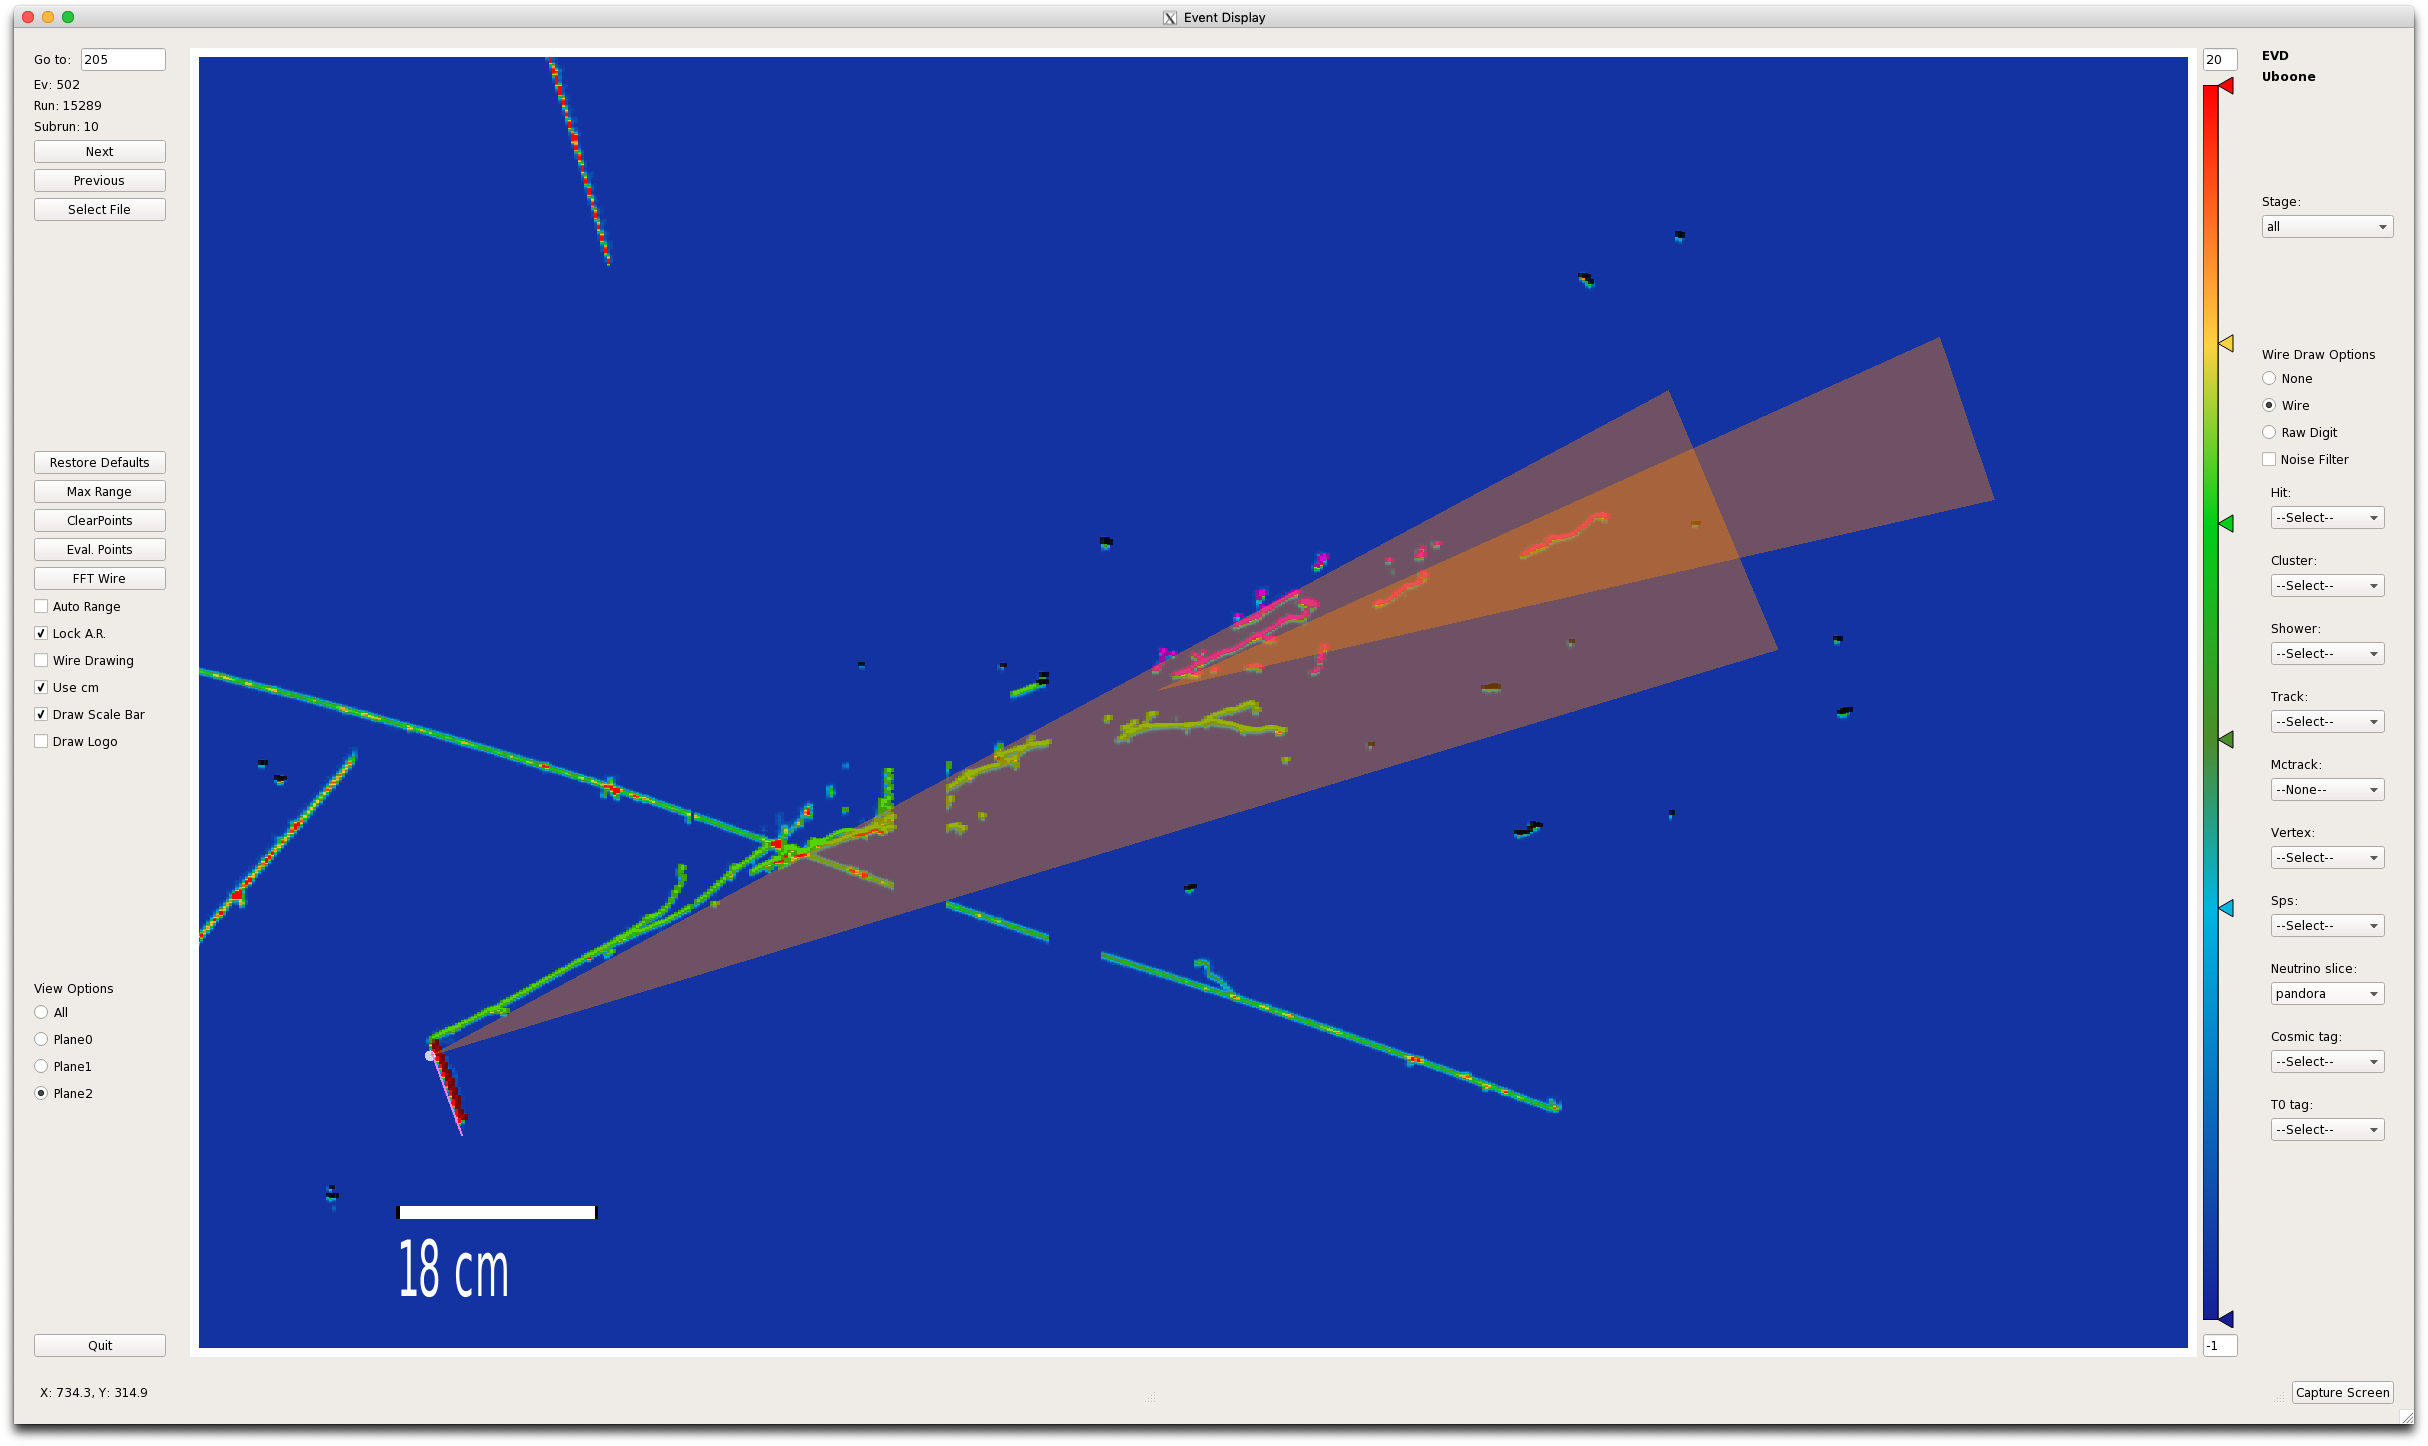 Event Display
Go to: 205
Ev: 502
Run: 15289
Subrun: 10
Next
Previous
Select File
Restore Defaults
Max Range
ClearPoints
Eval. Points
FFT Wire
Auto Range
Lock A.R.
Wire Drawing
Use cm
Draw Scale Bar
Draw Logo
View Options
All
Plane0
Plane1
Plane2
Quit
X: 734.3, Y: 314.9
18 cm
20
-1
EVD
Uboone
Stage:
all
Wire Draw Options
None
Wire
Raw Digit
Noise Filter
Hit:
--Select--
Cluster:
--Select--
Shower:
--Select--
Track:
--Select--
Mctrack:
--None--
Vertex:
--Select--
Sps:
--Select--
Neutrino slice:
pandora
Cosmic tag:
--Select--
T0 tag:
--Select--
Capture Screen